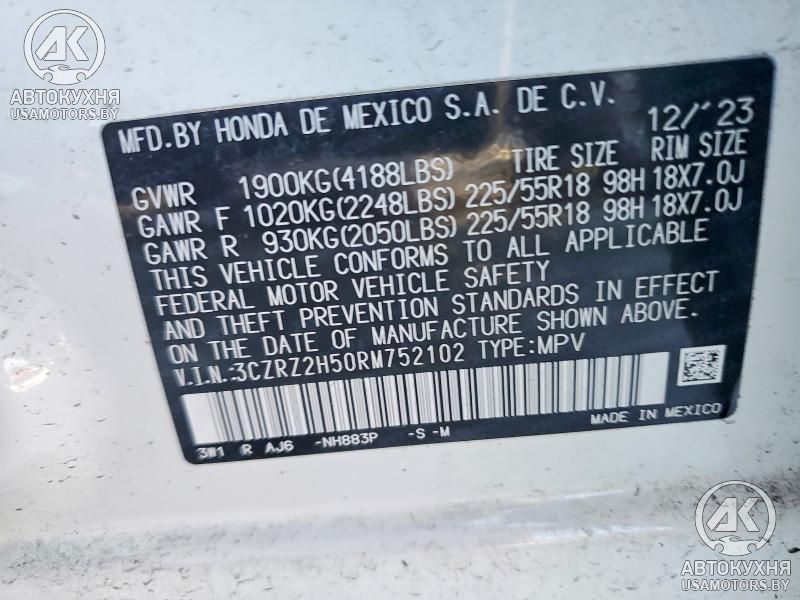 АК
АВТОКУХНЯ
USAMOTORS.BY
MFD.BY HONDA DE MEXICO S.A. DE C.V. 12/'23
TIRE SIZE RIM SIZE
GVWR 1900KG(4188LBS)
GAWR F 1020KG(2248LBS) 225/55R18 98H 18X7.0J
GAWR R 930KG(2050LBS) 225/55R18 98H 18X7.0J
THIS VEHICLE CONFORMS TO ALL APPLICABLE
FEDERAL MOTOR VEHICLE SAFETY
AND THEFT PREVENTION STANDARDS IN EFFECT
ON THE DATE OF MANUFACTURE SHOWN ABOVE.
V.I.N.:3CZRZ2H50RM752102 TYPE:MPV
3W1 R AJ6 -NH883P -S -M MADE IN MEXICO
АК
АВТОКУХНЯ
USAMOTORS.BY